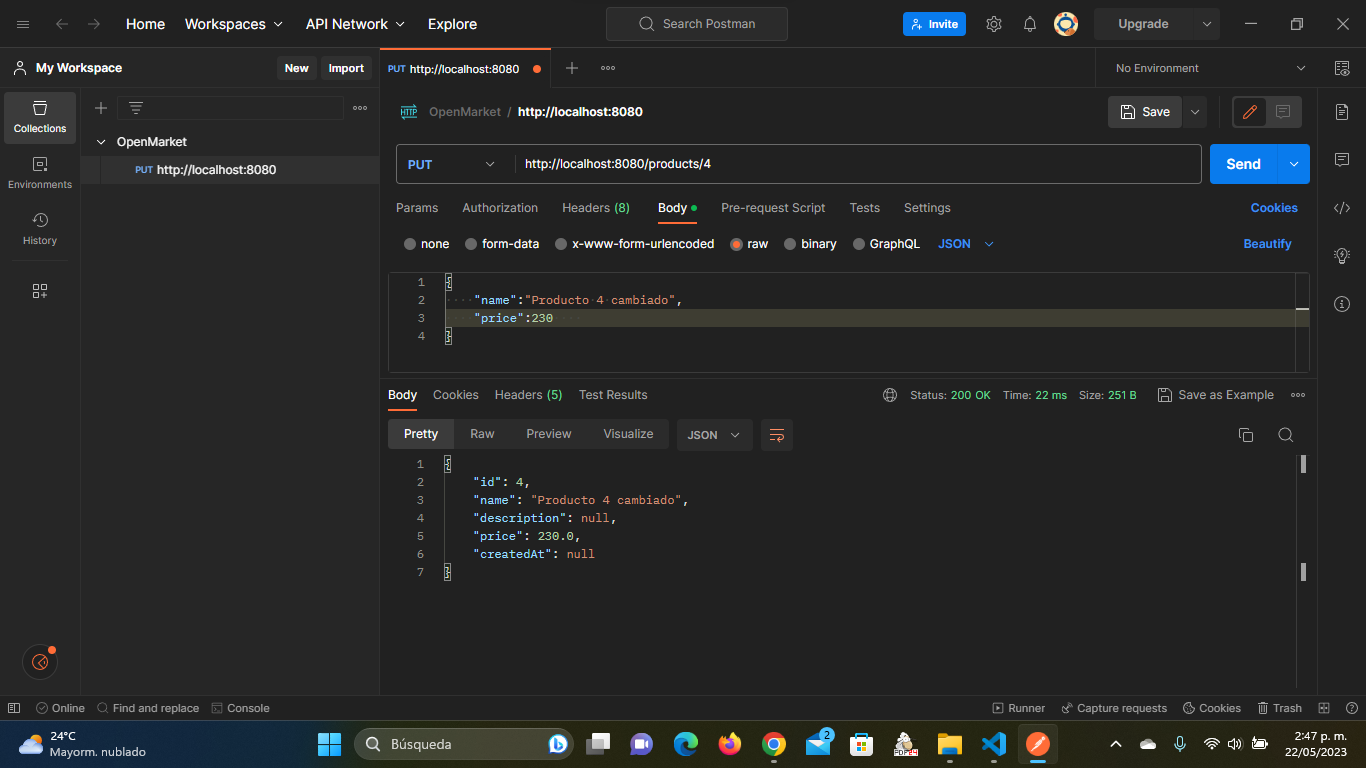 Home Workspaces API Network Explore Search Postman Invite Upgrade
My Workspace New Import PUT http://localhost:8080 No Environment
Collections
Environments
History
OpenMarket
PUT http://localhost:8080
HTTP OpenMarket / http://localhost:8080 Save
PUT http://localhost:8080/products/4 Send
Params Authorization Headers (8) Body Pre-request Script Tests Settings Cookies
none form-data x-www-form-urlencoded raw binary GraphQL JSON Beautify
1 {
2 "name":"Producto 4 cambiado",
3 "price":230
4 }
Body Cookies Headers (5) Test Results Status: 200 OK Time: 22 ms Size: 251 B Save as Example
Pretty Raw Preview Visualize JSON
1 {
2 "id": 4,
3 "name": "Producto 4 cambiado",
4 "description": null,
5 "price": 230.0,
6 "createdAt": null
7 }
Online Find and replace Console Runner Capture requests Cookies Trash
24°C
Mayorm. nublado
Búsqueda
2
PDF24
2:47 p. m.
22/05/2023